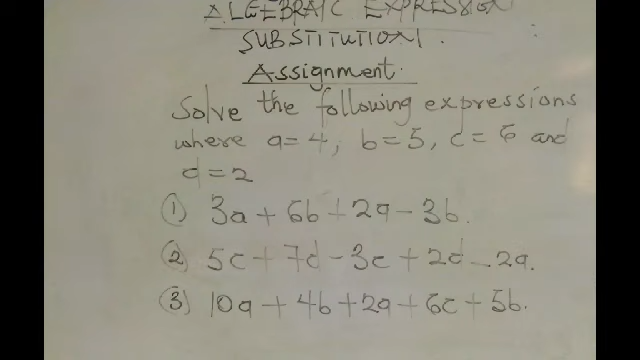 ALGEBRAIC EXPRESSION
SUBSTITUTION 1.
Assignment.
Solve the following expressions
where a=4, b=5, c=6 and
d=2
① 3a + 6b + 2a - 3b.
② 5c + 7d - 3c + 2d - 2a.
③ 10a + 4b + 2a + 6c + 5b.